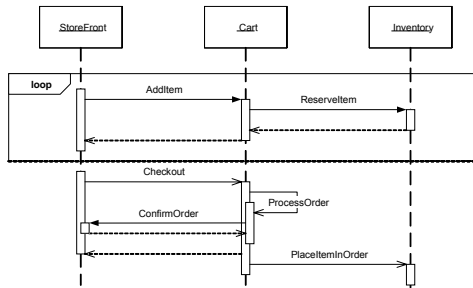 StoreFront
Cart
Inventory
loop
AddItem
ReserveItem
Checkout
ProcessOrder
ConfirmOrder
PlaceItemInOrder